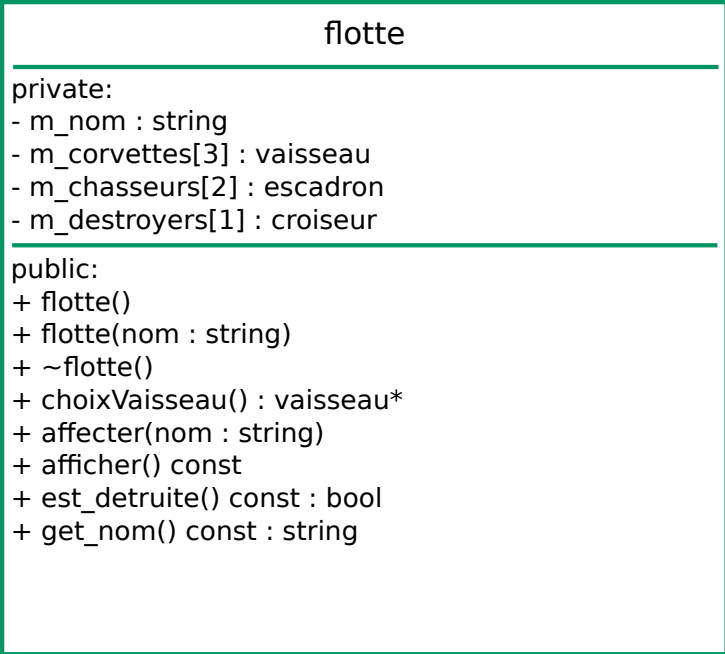 flotte
private:
- m_nom : string
- m_corvettes[3] : vaisseau
- m_chasseurs[2] : escadron
- m_destroyers[1] : croiseur
public:
+ flotte()
+ flotte(nom : string)
+ ~flotte()
+ choixVaisseau() : vaisseau*
+ affecter(nom : string)
+ afficher() const
+ est_detruite() const : bool
+ get_nom() const : string